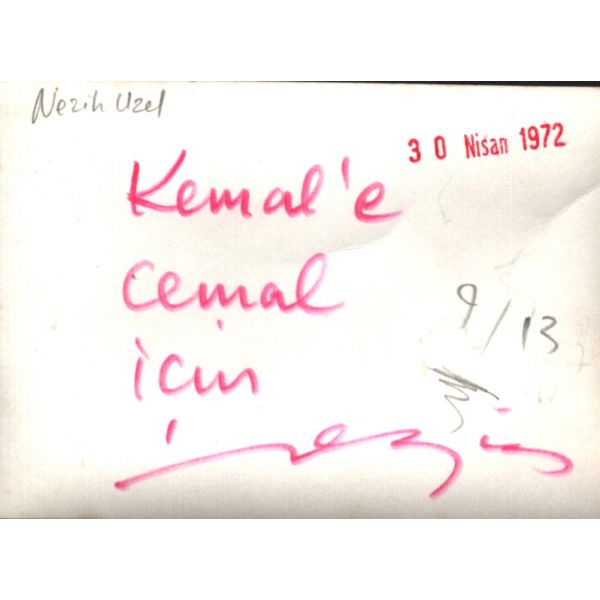 Nezih Uzel
30 Nisan 1972
Kemal'e
cemal
için
9/13